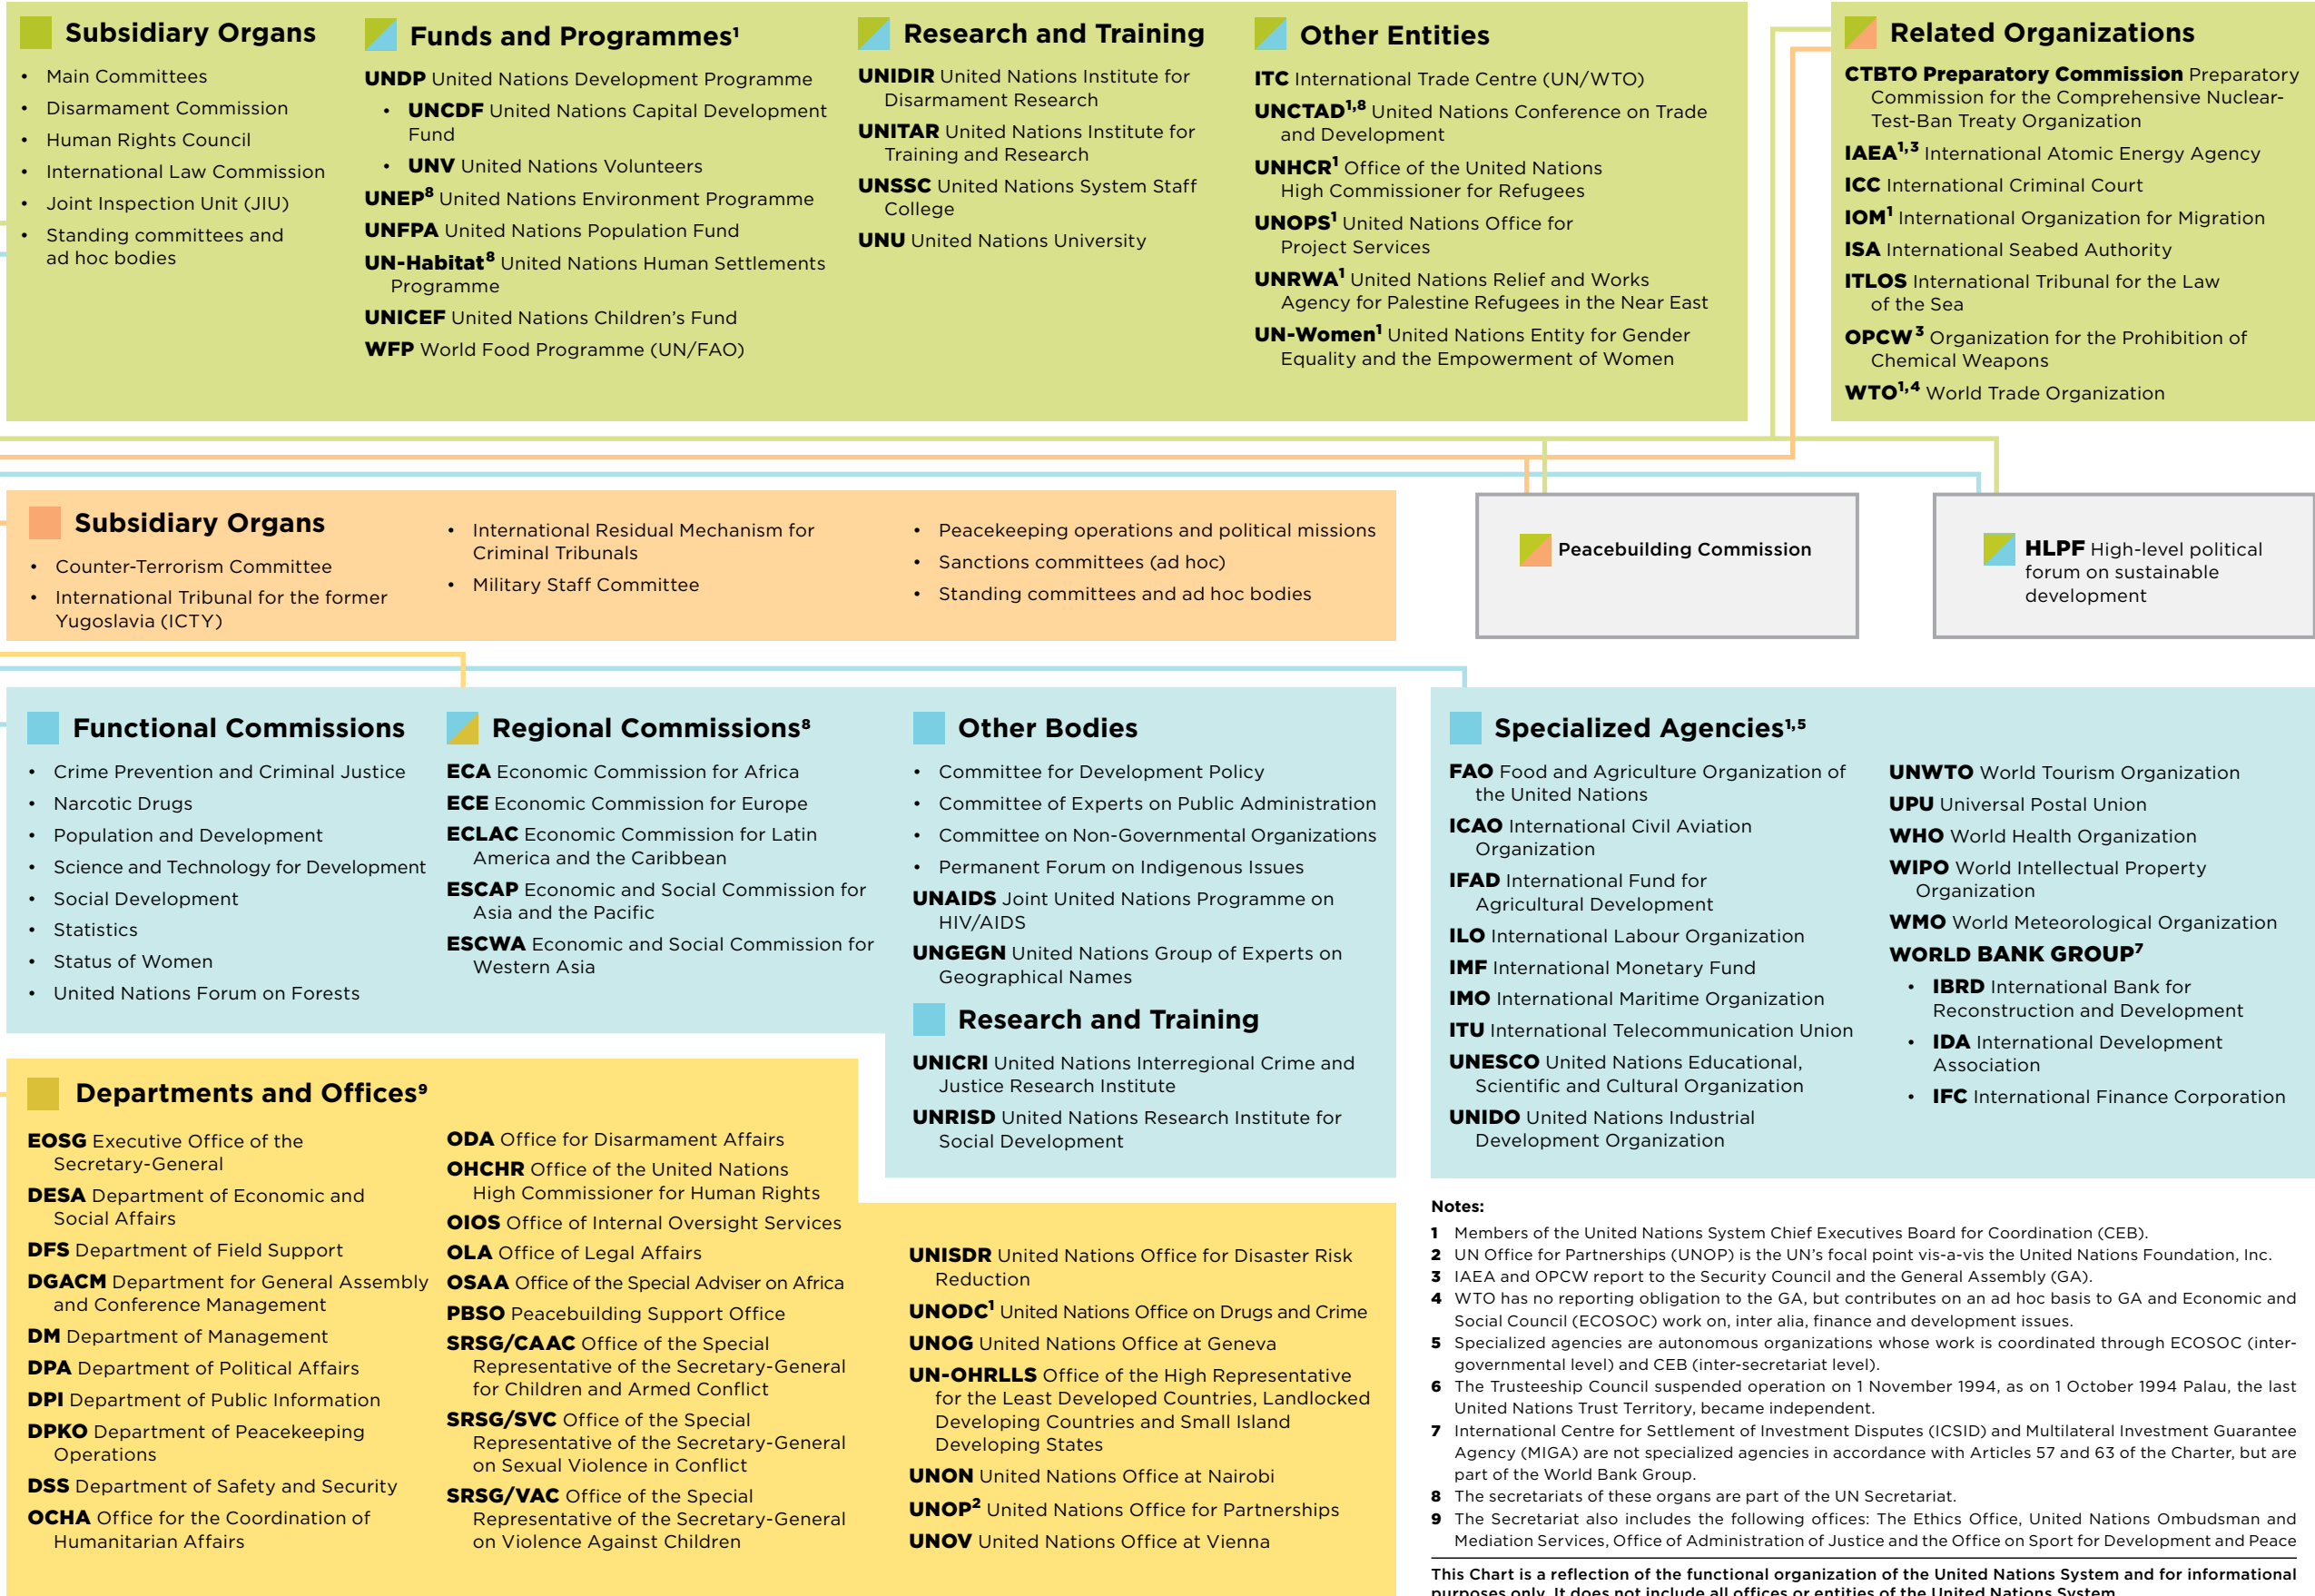 Subsidiary Organs
• Main Committees
• Disarmament Commission
• Human Rights Council
• International Law Commission
• Joint Inspection Unit (JIU)
• Standing committees and
ad hoc bodies
Funds and Programmes¹
UNDP United Nations Development Programme
• UNCDF United Nations Capital Development
Fund
• UNV United Nations Volunteers
UNEP⁸ United Nations Environment Programme
UNFPA United Nations Population Fund
UN-Habitat⁸ United Nations Human Settlements
Programme
UNICEF United Nations Children’s Fund
WFP World Food Programme (UN/FAO)
Research and Training
UNIDIR United Nations Institute for
Disarmament Research
UNITAR United Nations Institute for
Training and Research
UNSSC United Nations System Staff
College
UNU United Nations University
Other Entities
ITC International Trade Centre (UN/WTO)
UNCTAD¹,⁸ United Nations Conference on Trade
and Development
UNHCR¹ Office of the United Nations
High Commissioner for Refugees
UNOPS¹ United Nations Office for
Project Services
UNRWA¹ United Nations Relief and Works
Agency for Palestine Refugees in the Near East
UN-Women¹ United Nations Entity for Gender
Equality and the Empowerment of Women
Related Organizations
CTBTO Preparatory Commission Preparatory
Commission for the Comprehensive Nuclear-
Test-Ban Treaty Organization
IAEA¹,³ International Atomic Energy Agency
ICC International Criminal Court
IOM¹ International Organization for Migration
ISA International Seabed Authority
ITLOS International Tribunal for the Law
of the Sea
OPCW³ Organization for the Prohibition of
Chemical Weapons
WTO¹,⁴ World Trade Organization
Subsidiary Organs
• Counter-Terrorism Committee
• International Tribunal for the former
Yugoslavia (ICTY)
• International Residual Mechanism for
Criminal Tribunals
• Military Staff Committee
• Peacekeeping operations and political missions
• Sanctions committees (ad hoc)
• Standing committees and ad hoc bodies
Peacebuilding Commission
HLPF High-level political
forum on sustainable
development
Functional Commissions
• Crime Prevention and Criminal Justice
• Narcotic Drugs
• Population and Development
• Science and Technology for Development
• Social Development
• Statistics
• Status of Women
• United Nations Forum on Forests
Regional Commissions⁸
ECA Economic Commission for Africa
ECE Economic Commission for Europe
ECLAC Economic Commission for Latin
America and the Caribbean
ESCAP Economic and Social Commission for
Asia and the Pacific
ESCWA Economic and Social Commission for
Western Asia
Other Bodies
• Committee for Development Policy
• Committee of Experts on Public Administration
• Committee on Non-Governmental Organizations
• Permanent Forum on Indigenous Issues
UNAIDS Joint United Nations Programme on
HIV/AIDS
UNGEGN United Nations Group of Experts on
Geographical Names
Research and Training
UNICRI United Nations Interregional Crime and
Justice Research Institute
UNRISD United Nations Research Institute for
Social Development
Specialized Agencies¹,⁵
FAO Food and Agriculture Organization of
the United Nations
ICAO International Civil Aviation
Organization
IFAD International Fund for
Agricultural Development
ILO International Labour Organization
IMF International Monetary Fund
IMO International Maritime Organization
ITU International Telecommunication Union
UNESCO United Nations Educational,
Scientific and Cultural Organization
UNIDO United Nations Industrial
Development Organization
UNWTO World Tourism Organization
UPU Universal Postal Union
WHO World Health Organization
WIPO World Intellectual Property
Organization
WMO World Meteorological Organization
WORLD BANK GROUP⁷
• IBRD International Bank for
Reconstruction and Development
• IDA International Development
Association
• IFC International Finance Corporation
Departments and Offices⁹
EOSG Executive Office of the
Secretary-General
DESA Department of Economic and
Social Affairs
DFS Department of Field Support
DGACM Department for General Assembly
and Conference Management
DM Department of Management
DPA Department of Political Affairs
DPI Department of Public Information
DPKO Department of Peacekeeping
Operations
DSS Department of Safety and Security
OCHA Office for the Coordination of
Humanitarian Affairs
ODA Office for Disarmament Affairs
OHCHR Office of the United Nations
High Commissioner for Human Rights
OIOS Office of Internal Oversight Services
OLA Office of Legal Affairs
OSAA Office of the Special Adviser on Africa
PBSO Peacebuilding Support Office
SRSG/CAAC Office of the Special
Representative of the Secretary-General
for Children and Armed Conflict
SRSG/SVC Office of the Special
Representative of the Secretary-General
on Sexual Violence in Conflict
SRSG/VAC Office of the Special
Representative of the Secretary-General
on Violence Against Children
UNISDR United Nations Office for Disaster Risk
Reduction
UNODC¹ United Nations Office on Drugs and Crime
UNOG United Nations Office at Geneva
UN-OHRLLS Office of the High Representative
for the Least Developed Countries, Landlocked
Developing Countries and Small Island
Developing States
UNON United Nations Office at Nairobi
UNOP² United Nations Office for Partnerships
UNOV United Nations Office at Vienna
Notes:
1 Members of the United Nations System Chief Executives Board for Coordination (CEB).
2 UN Office for Partnerships (UNOP) is the UN’s focal point vis-a-vis the United Nations Foundation, Inc.
3 IAEA and OPCW report to the Security Council and the General Assembly (GA).
4 WTO has no reporting obligation to the GA, but contributes on an ad hoc basis to GA and Economic and
Social Council (ECOSOC) work on, inter alia, finance and development issues.
5 Specialized agencies are autonomous organizations whose work is coordinated through ECOSOC (inter-
governmental level) and CEB (inter-secretariat level).
6 The Trusteeship Council suspended operation on 1 November 1994, as on 1 October 1994 Palau, the last
United Nations Trust Territory, became independent.
7 International Centre for Settlement of Investment Disputes (ICSID) and Multilateral Investment Guarantee
Agency (MIGA) are not specialized agencies in accordance with Articles 57 and 63 of the Charter, but are
part of the World Bank Group.
8 The secretariats of these organs are part of the UN Secretariat.
9 The Secretariat also includes the following offices: The Ethics Office, United Nations Ombudsman and
Mediation Services, Office of Administration of Justice and the Office on Sport for Development and Peace
This Chart is a reflection of the functional organization of the United Nations System and for informational
purposes only. It does not include all offices or entities of the United Nations System.